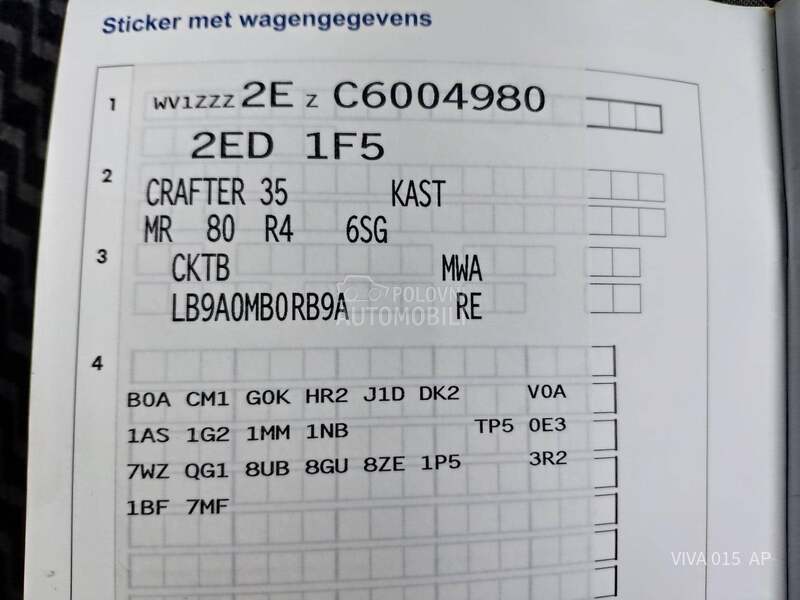 Sticker met wagengegevens
1 WV1ZZZ 2E Z C6004980
2ED 1F5
2 CRAFTER 35 KAST
MR 80 R4 6SG
3 CKTB MWA
LB9A0MB0RB9A RE
POLOVNI
AUTOMOBILI
4
B0A CM1 G0K HR2 J1D DK2 V0A
1AS 1G2 1MM 1NB TP5 0E3
7WZ QG1 8UB 8GU 8ZE 1P5 3R2
1BF 7MF
VIVA 015 AP